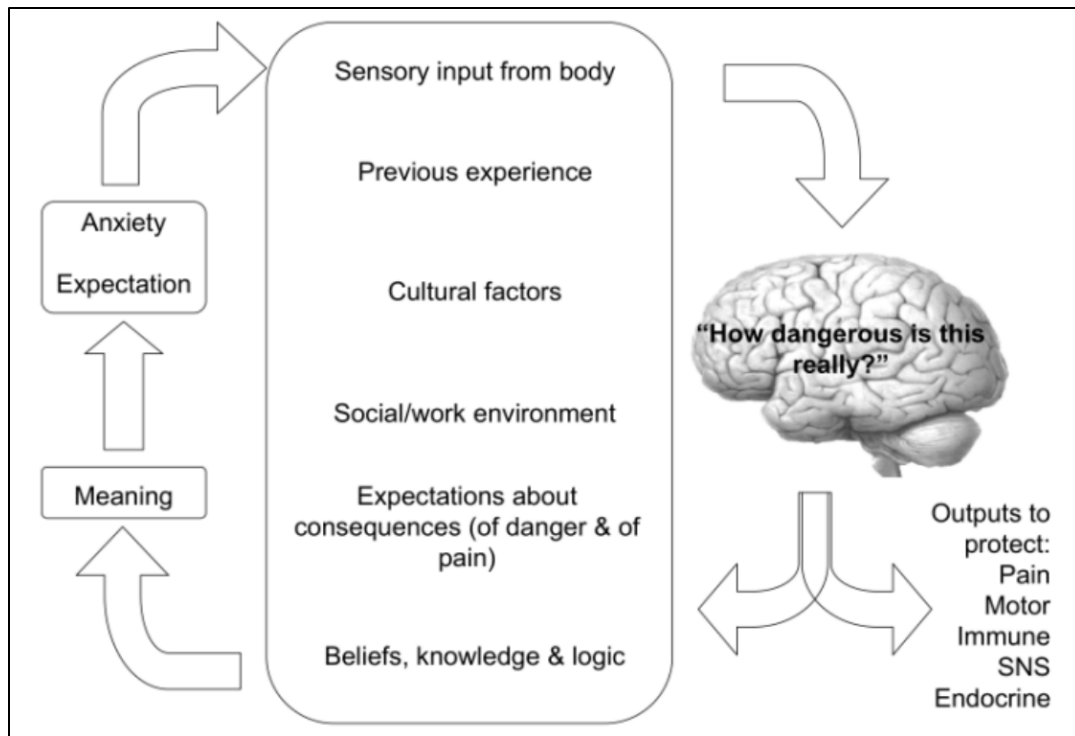 Sensory input from body
Previous experience
Cultural factors
Social/work environment
Expectations about
consequences (of danger & of
pain)
Beliefs, knowledge & logic
Anxiety
Expectation
Meaning
“How dangerous is this
really?”
Outputs to
protect:
Pain
Motor
Immune
SNS
Endocrine